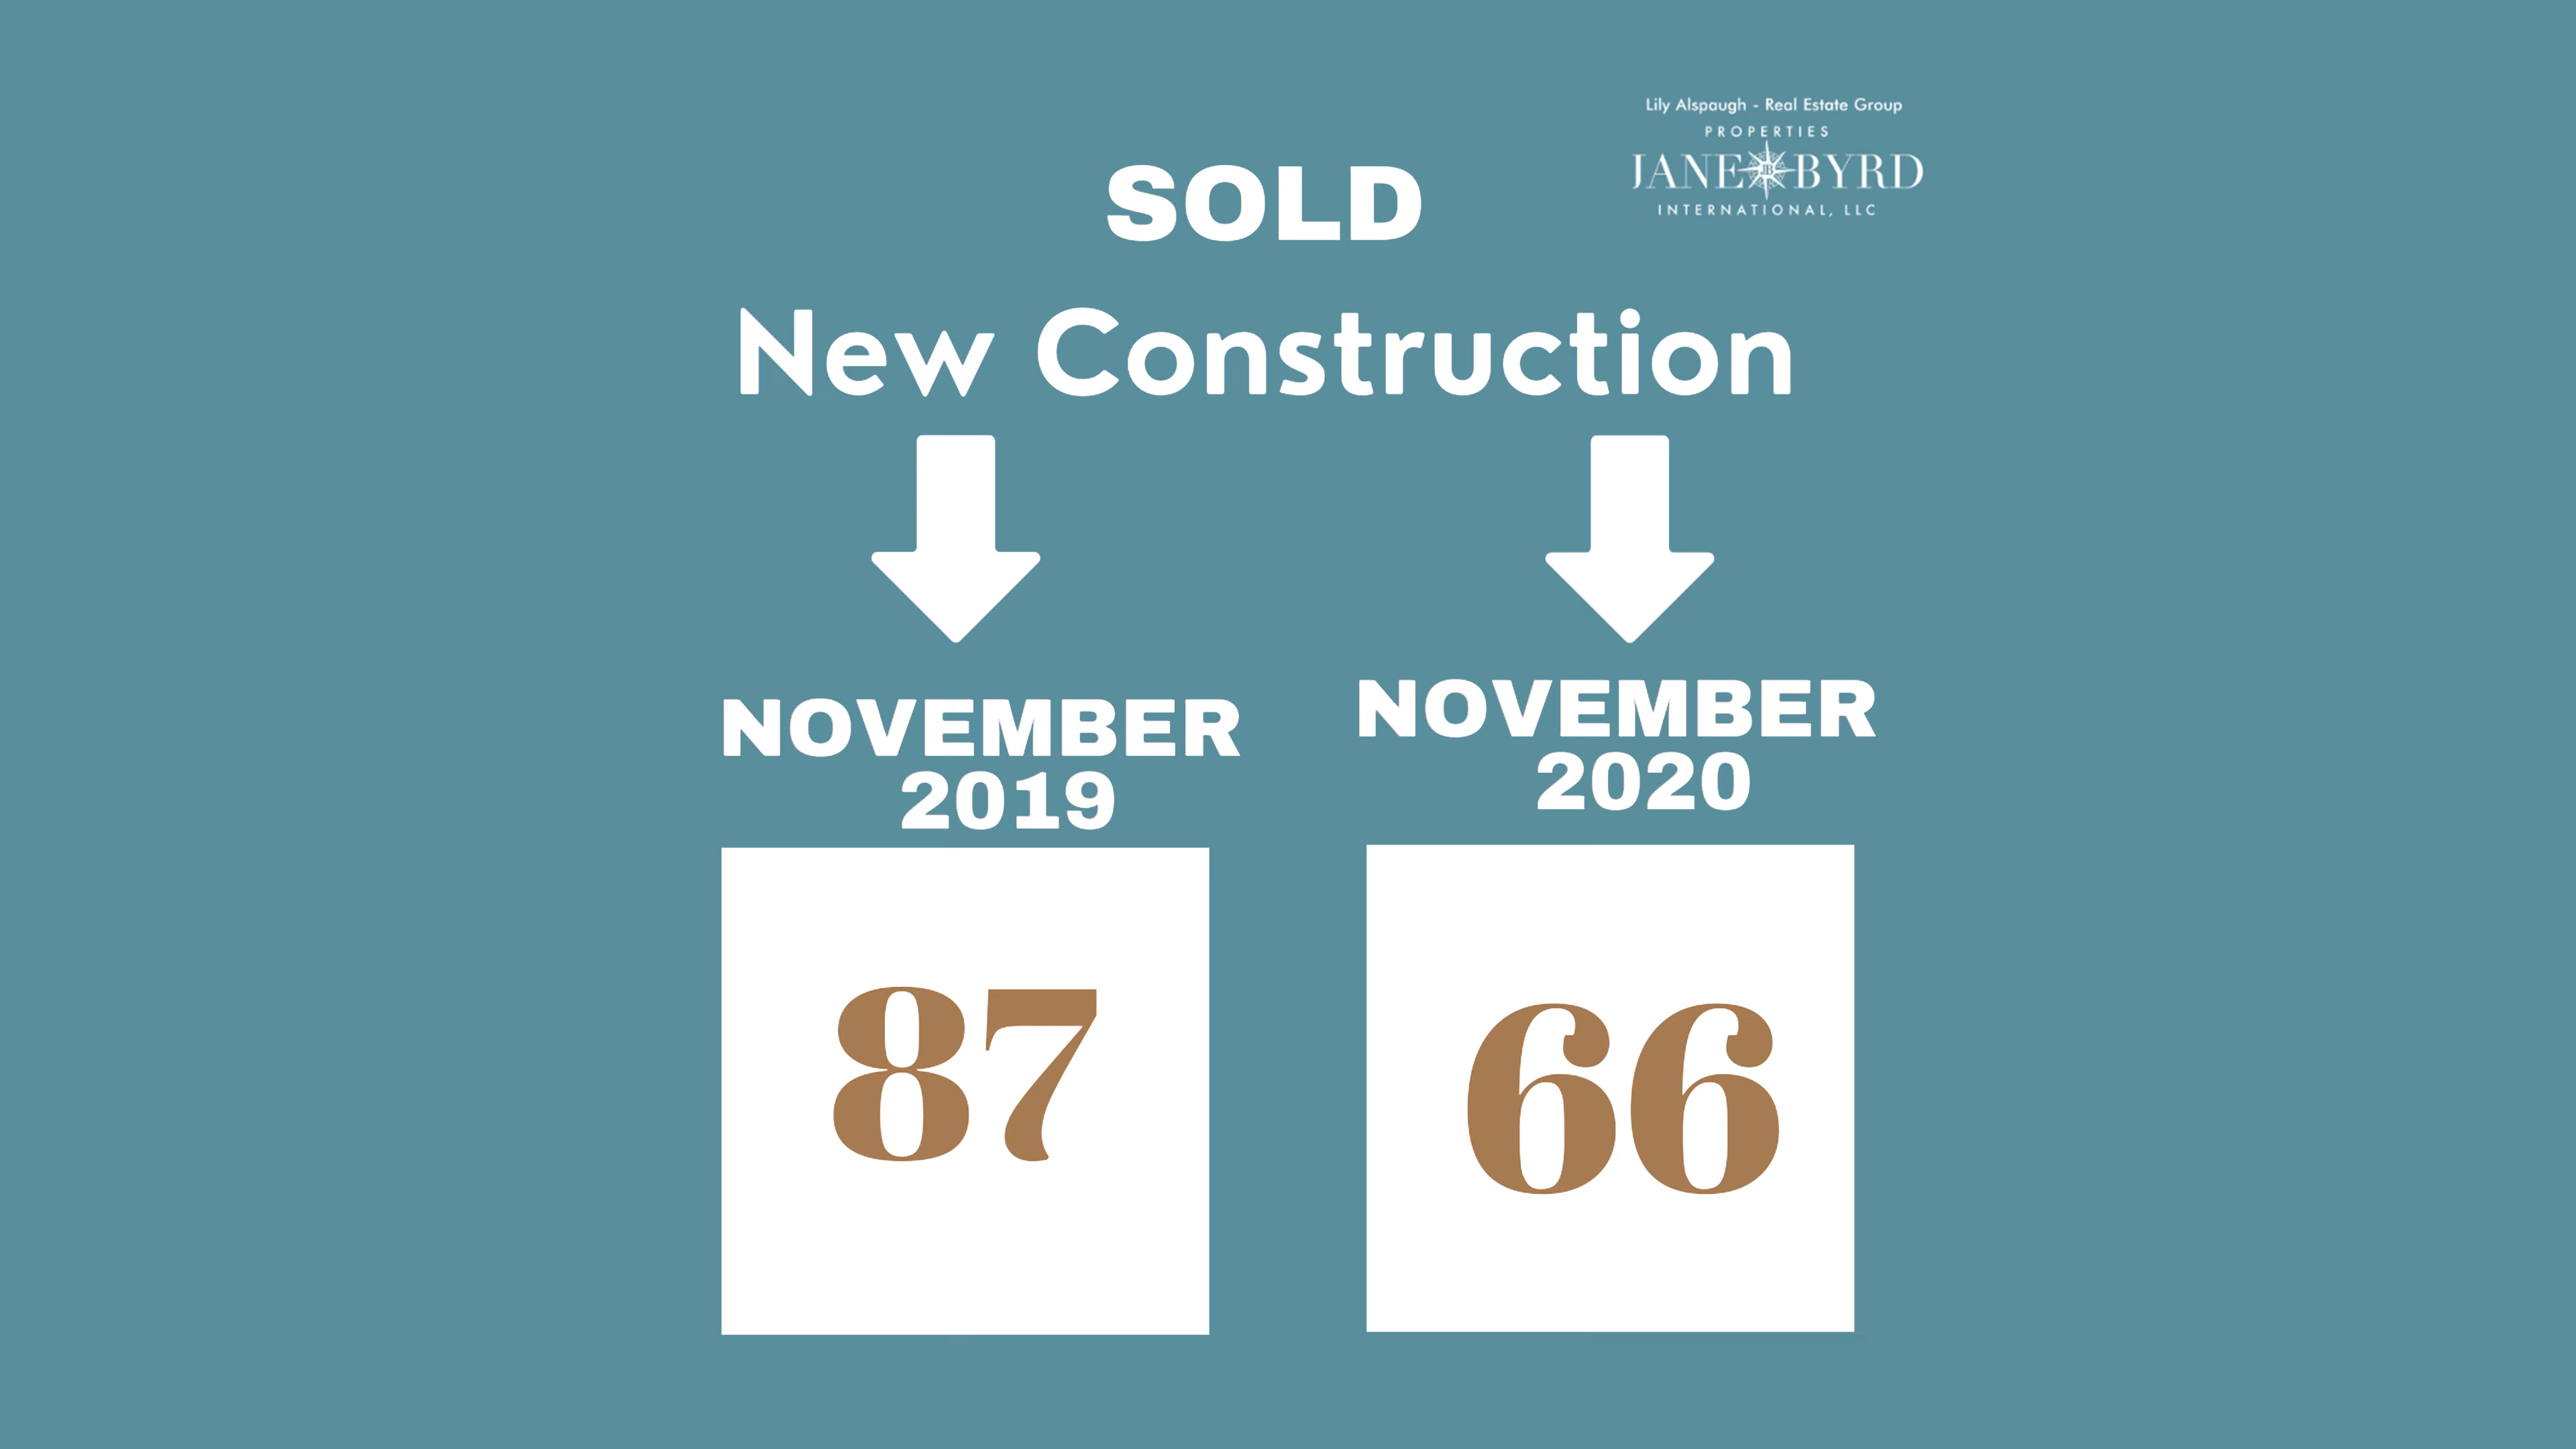 Lily Alspaugh - Real Estate Group
PROPERTIES
JANE BYRD
INTERNATIONAL, LLC
SOLD
New Construction
NOVEMBER
2019
NOVEMBER
2020
87
66